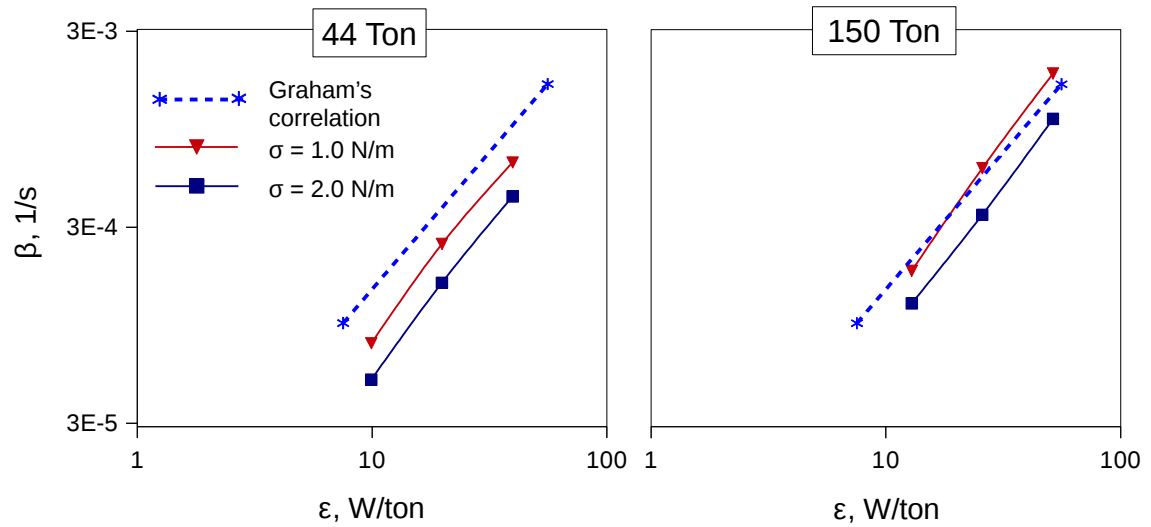 44 Ton
150 Ton
3E-3
3E-4
3E-5
β, 1/s
Graham's
correlation
σ = 1.0 N/m
σ = 2.0 N/m
1
10
100
1
10
100
ε, W/ton
ε, W/ton